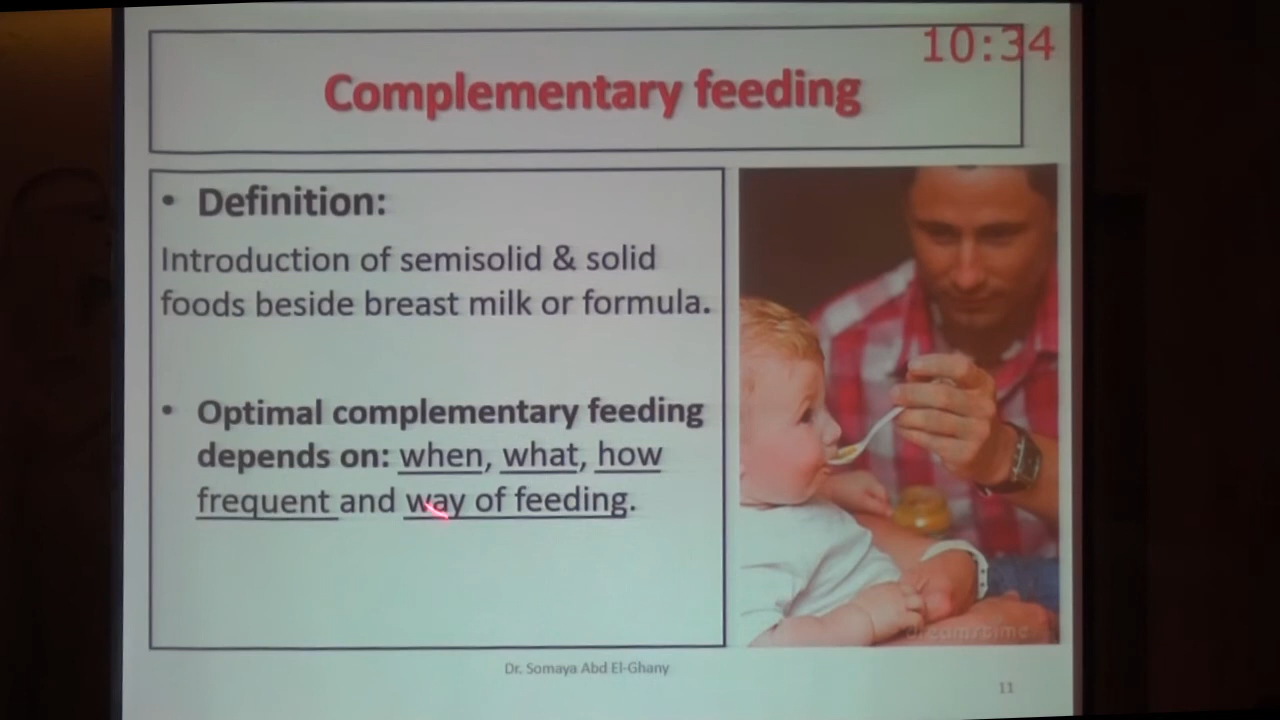 10:34
Complementary feeding
• Definition:
Introduction of semisolid & solid
foods beside breast milk or formula.
• Optimal complementary feeding
depends on: when, what, how
frequent and way of feeding.
dreamstime
Dr. Somaya Abd El-Ghany
11